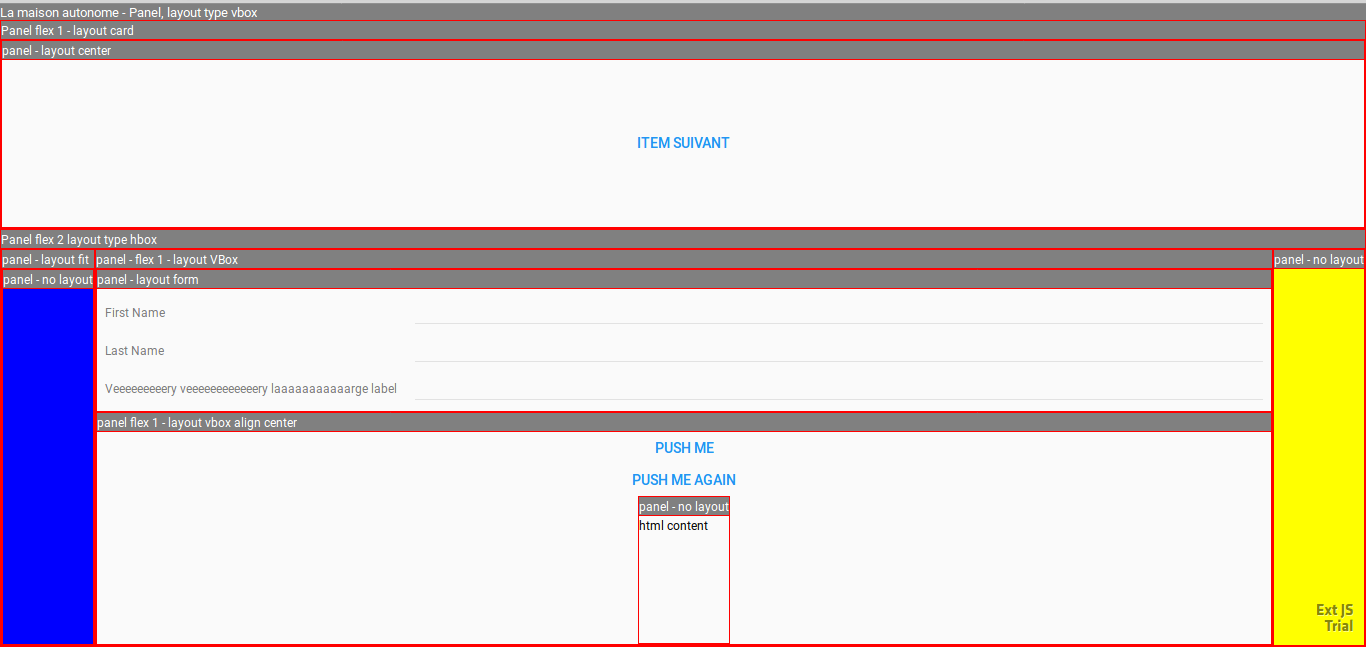 La maison autonome - Panel, layout type vbox
Panel flex 1 - layout card
panel - layout center
ITEM SUIVANT
Panel flex 2 layout type hbox
panel - layout fit
panel - flex 1 - layout VBox
panel - no layout
panel - no layout
panel - layout form
First Name
Last Name
Veeeeeeeeery veeeeeeeeeeeery laaaaaaaaaaarge label
panel flex 1 - layout vbox align center
PUSH ME
PUSH ME AGAIN
panel - no layout
html content
Ext JS
Trial